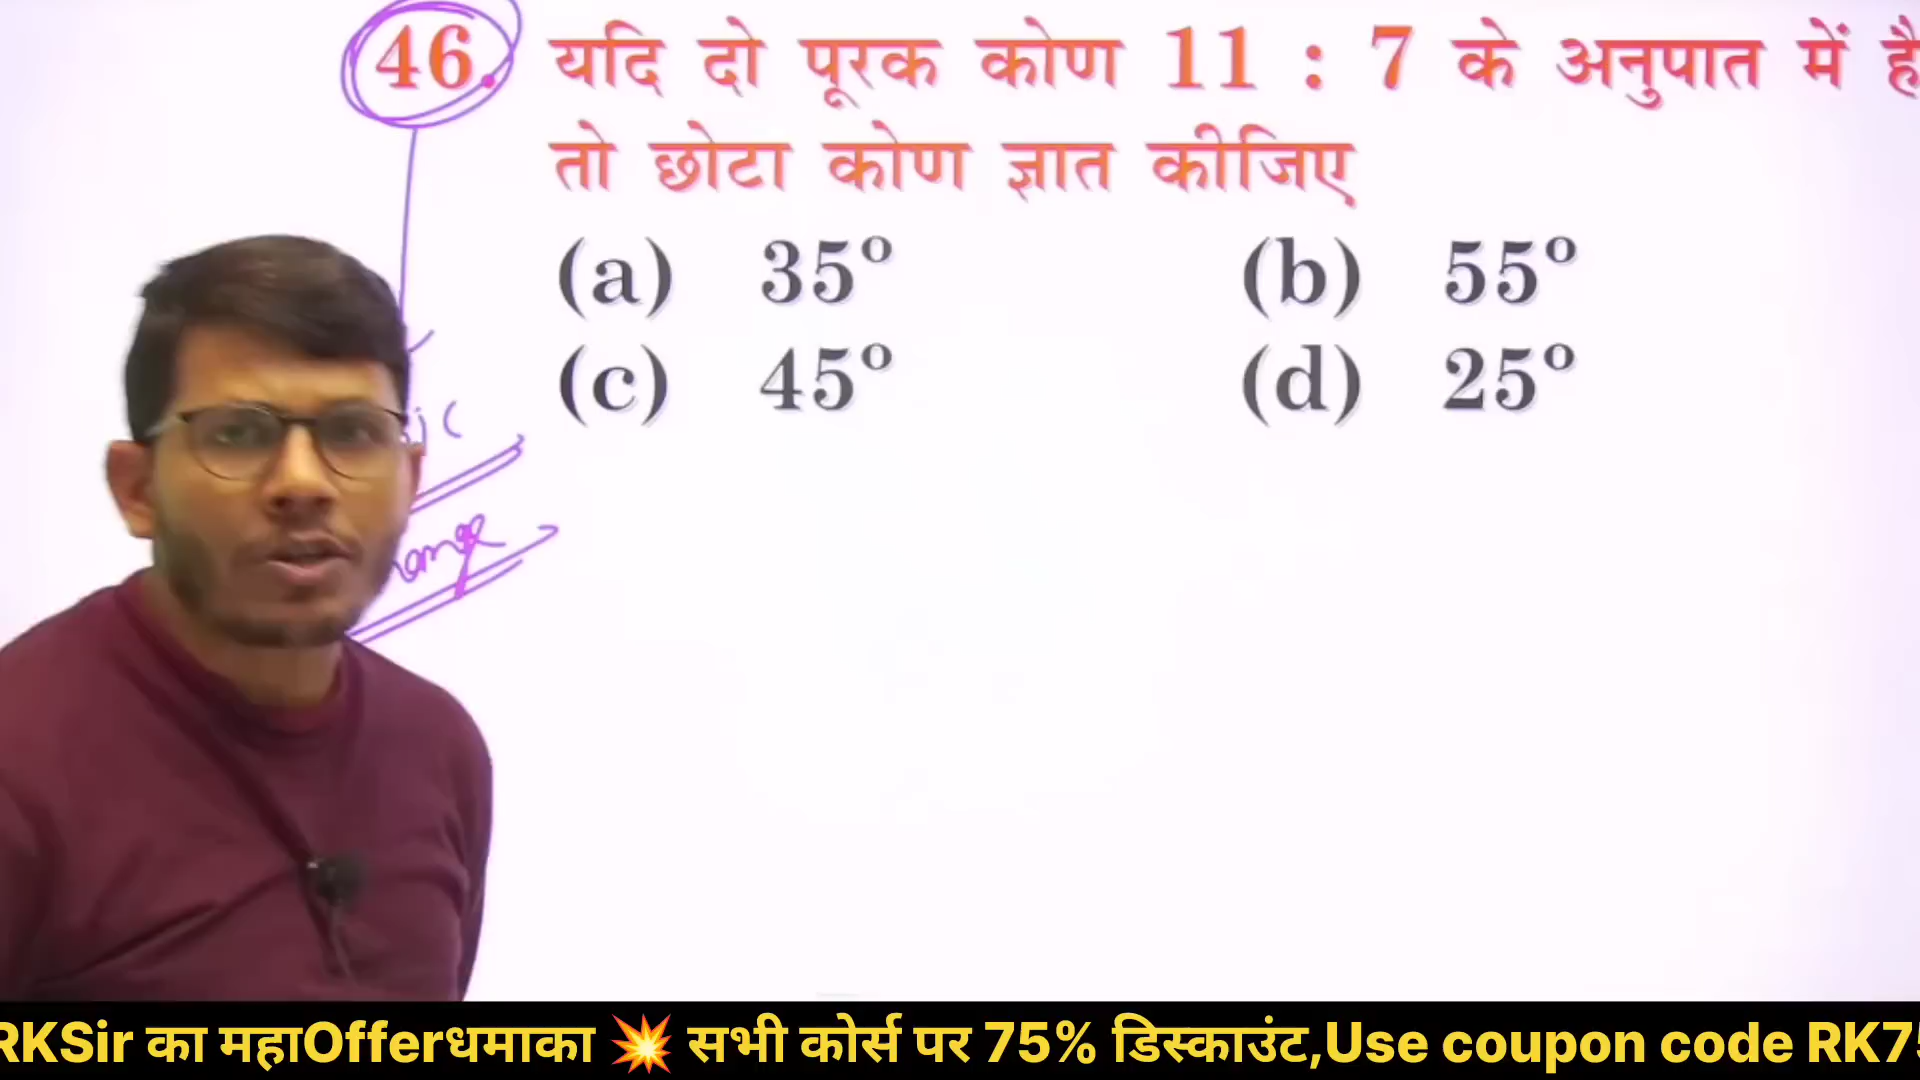 46. यदि दो पूरक कोण 11 : 7 के अनुपात में है
तो छोटा कोण ज्ञात कीजिए
(a) 35° (b) 55°
(c) 45° (d) 25°
RKSir का महाOfferधमाका 💥 सभी कोर्स पर 75% डिस्काउंट,Use coupon code RK75